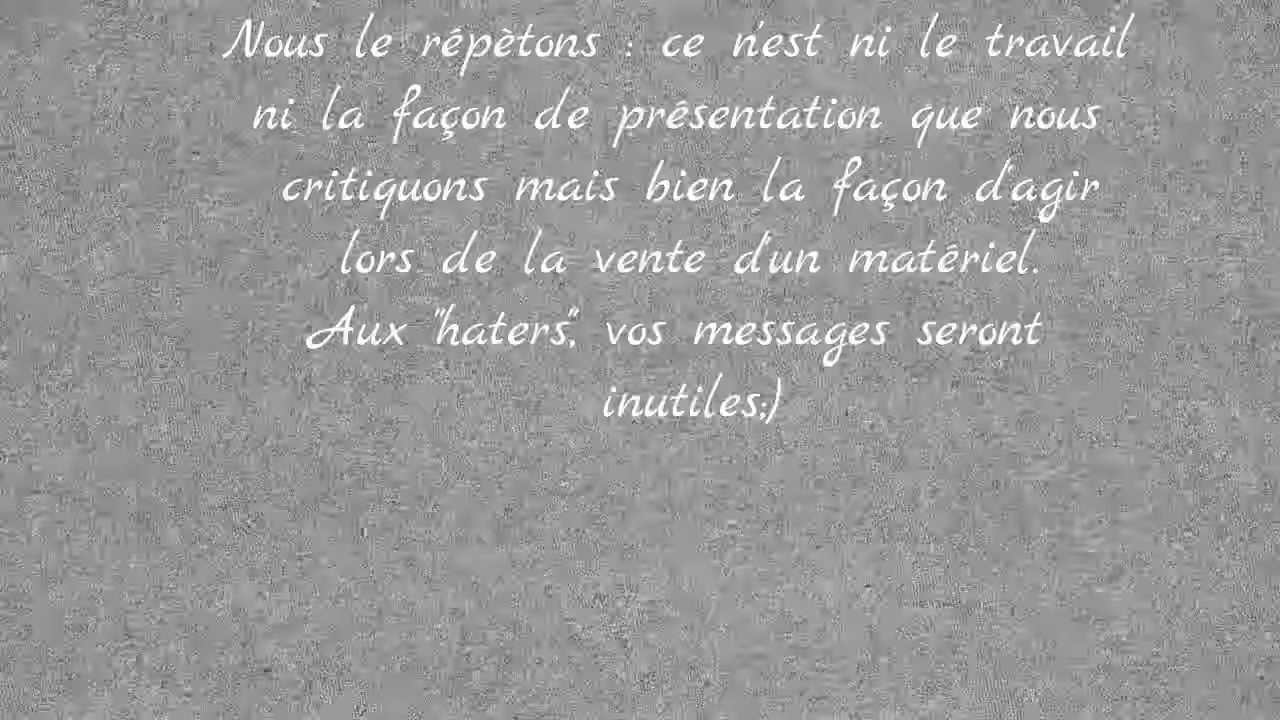 Nous le répètons : ce n'est ni le travail
ni la façon de présentation que nous
critiquons mais bien la façon d'agir
lors de la vente d'un matériel.
Aux "haters", vos messages seront
inutiles;)